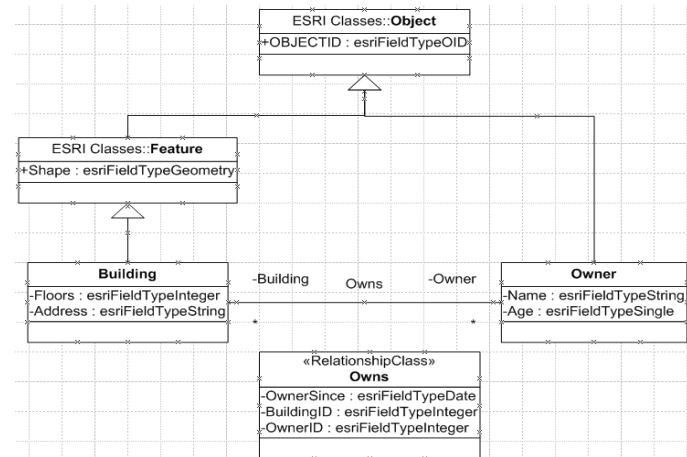 ESRI Classes::Object
+OBJECTID : esriFieldTypeOID
ESRI Classes::Feature
+Shape : esriFieldTypeGeometry
Building
-Floors : esriFieldTypeInteger
-Address : esriFieldTypeString
-Building
Owns
-Owner
*
*
Owner
-Name : esriFieldTypeString
-Age : esriFieldTypeSingle
«RelationshipClass»
Owns
-OwnerSince : esriFieldTypeDate
-BuildingID : esriFieldTypeInteger
-OwnerID : esriFieldTypeInteger